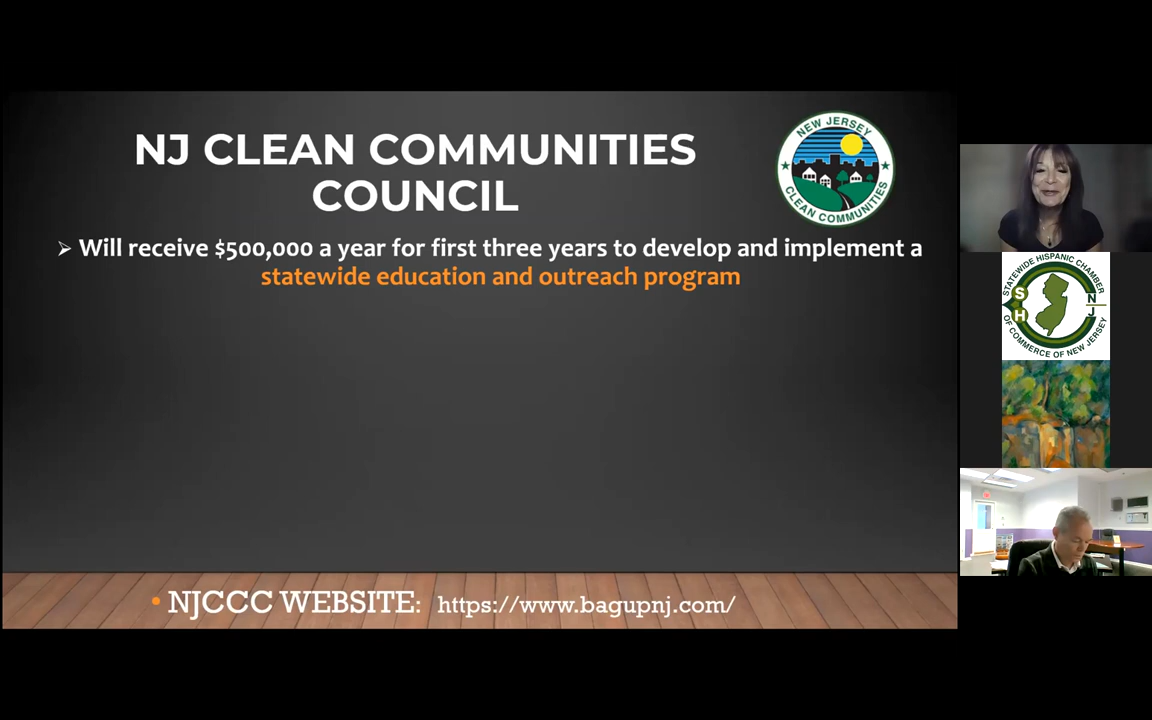 NJ CLEAN COMMUNITIES
COUNCIL
NEW JERSEY
CLEAN COMMUNITIES
➢ Will receive $500,000 a year for first three years to develop and implement a
statewide education and outreach program
• NJCCC WEBSITE: https://www.bagupnj.com/
STATEWIDE HISPANIC CHAMBER
S N
H J
OF COMMERCE OF NEW JERSEY